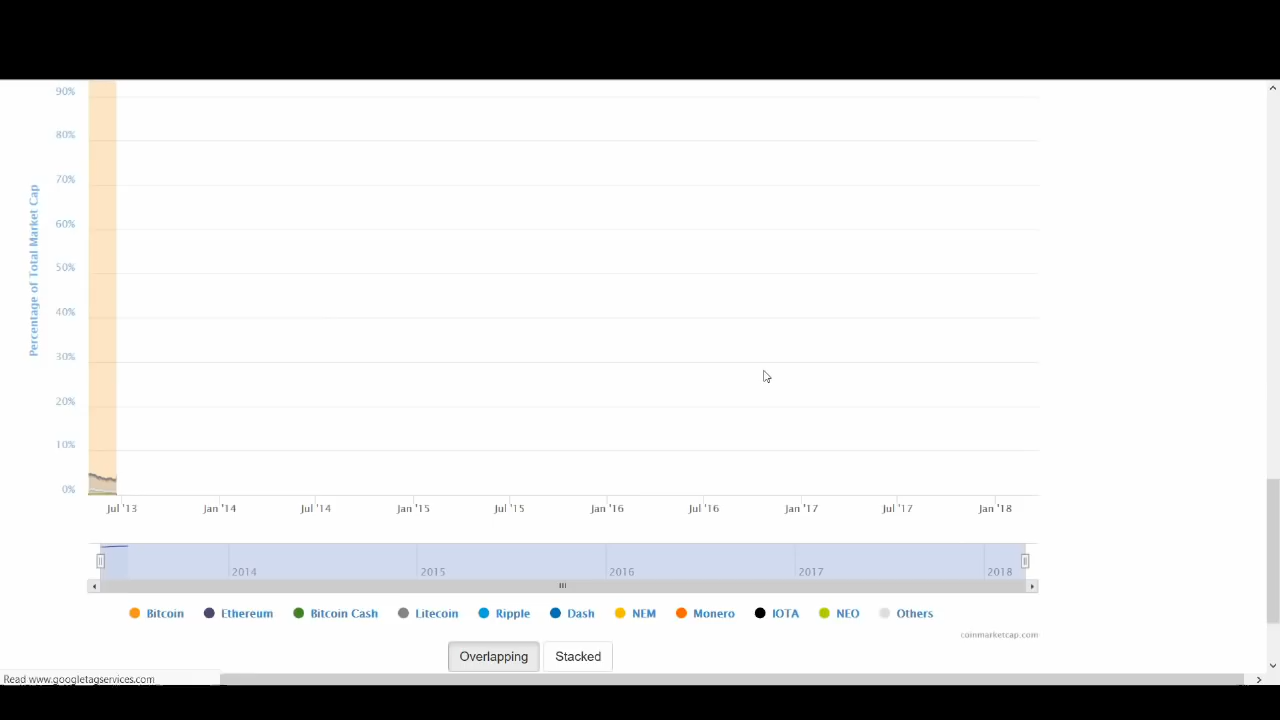 90%
80%
70%
60%
50%
40%
30%
20%
10%
0%
Percentage of Total Market Cap
Jul '13 Jan '14 Jul '14 Jan '15 Jul '15 Jan '16 Jul '16 Jan '17 Jul '17 Jan '18
2014 2015 2016 2017 2018
Bitcoin Ethereum Bitcoin Cash Litecoin Ripple Dash NEM Monero IOTA NEO Others
coinmarketcap.com
Overlapping Stacked
Read www.googletagservices.com